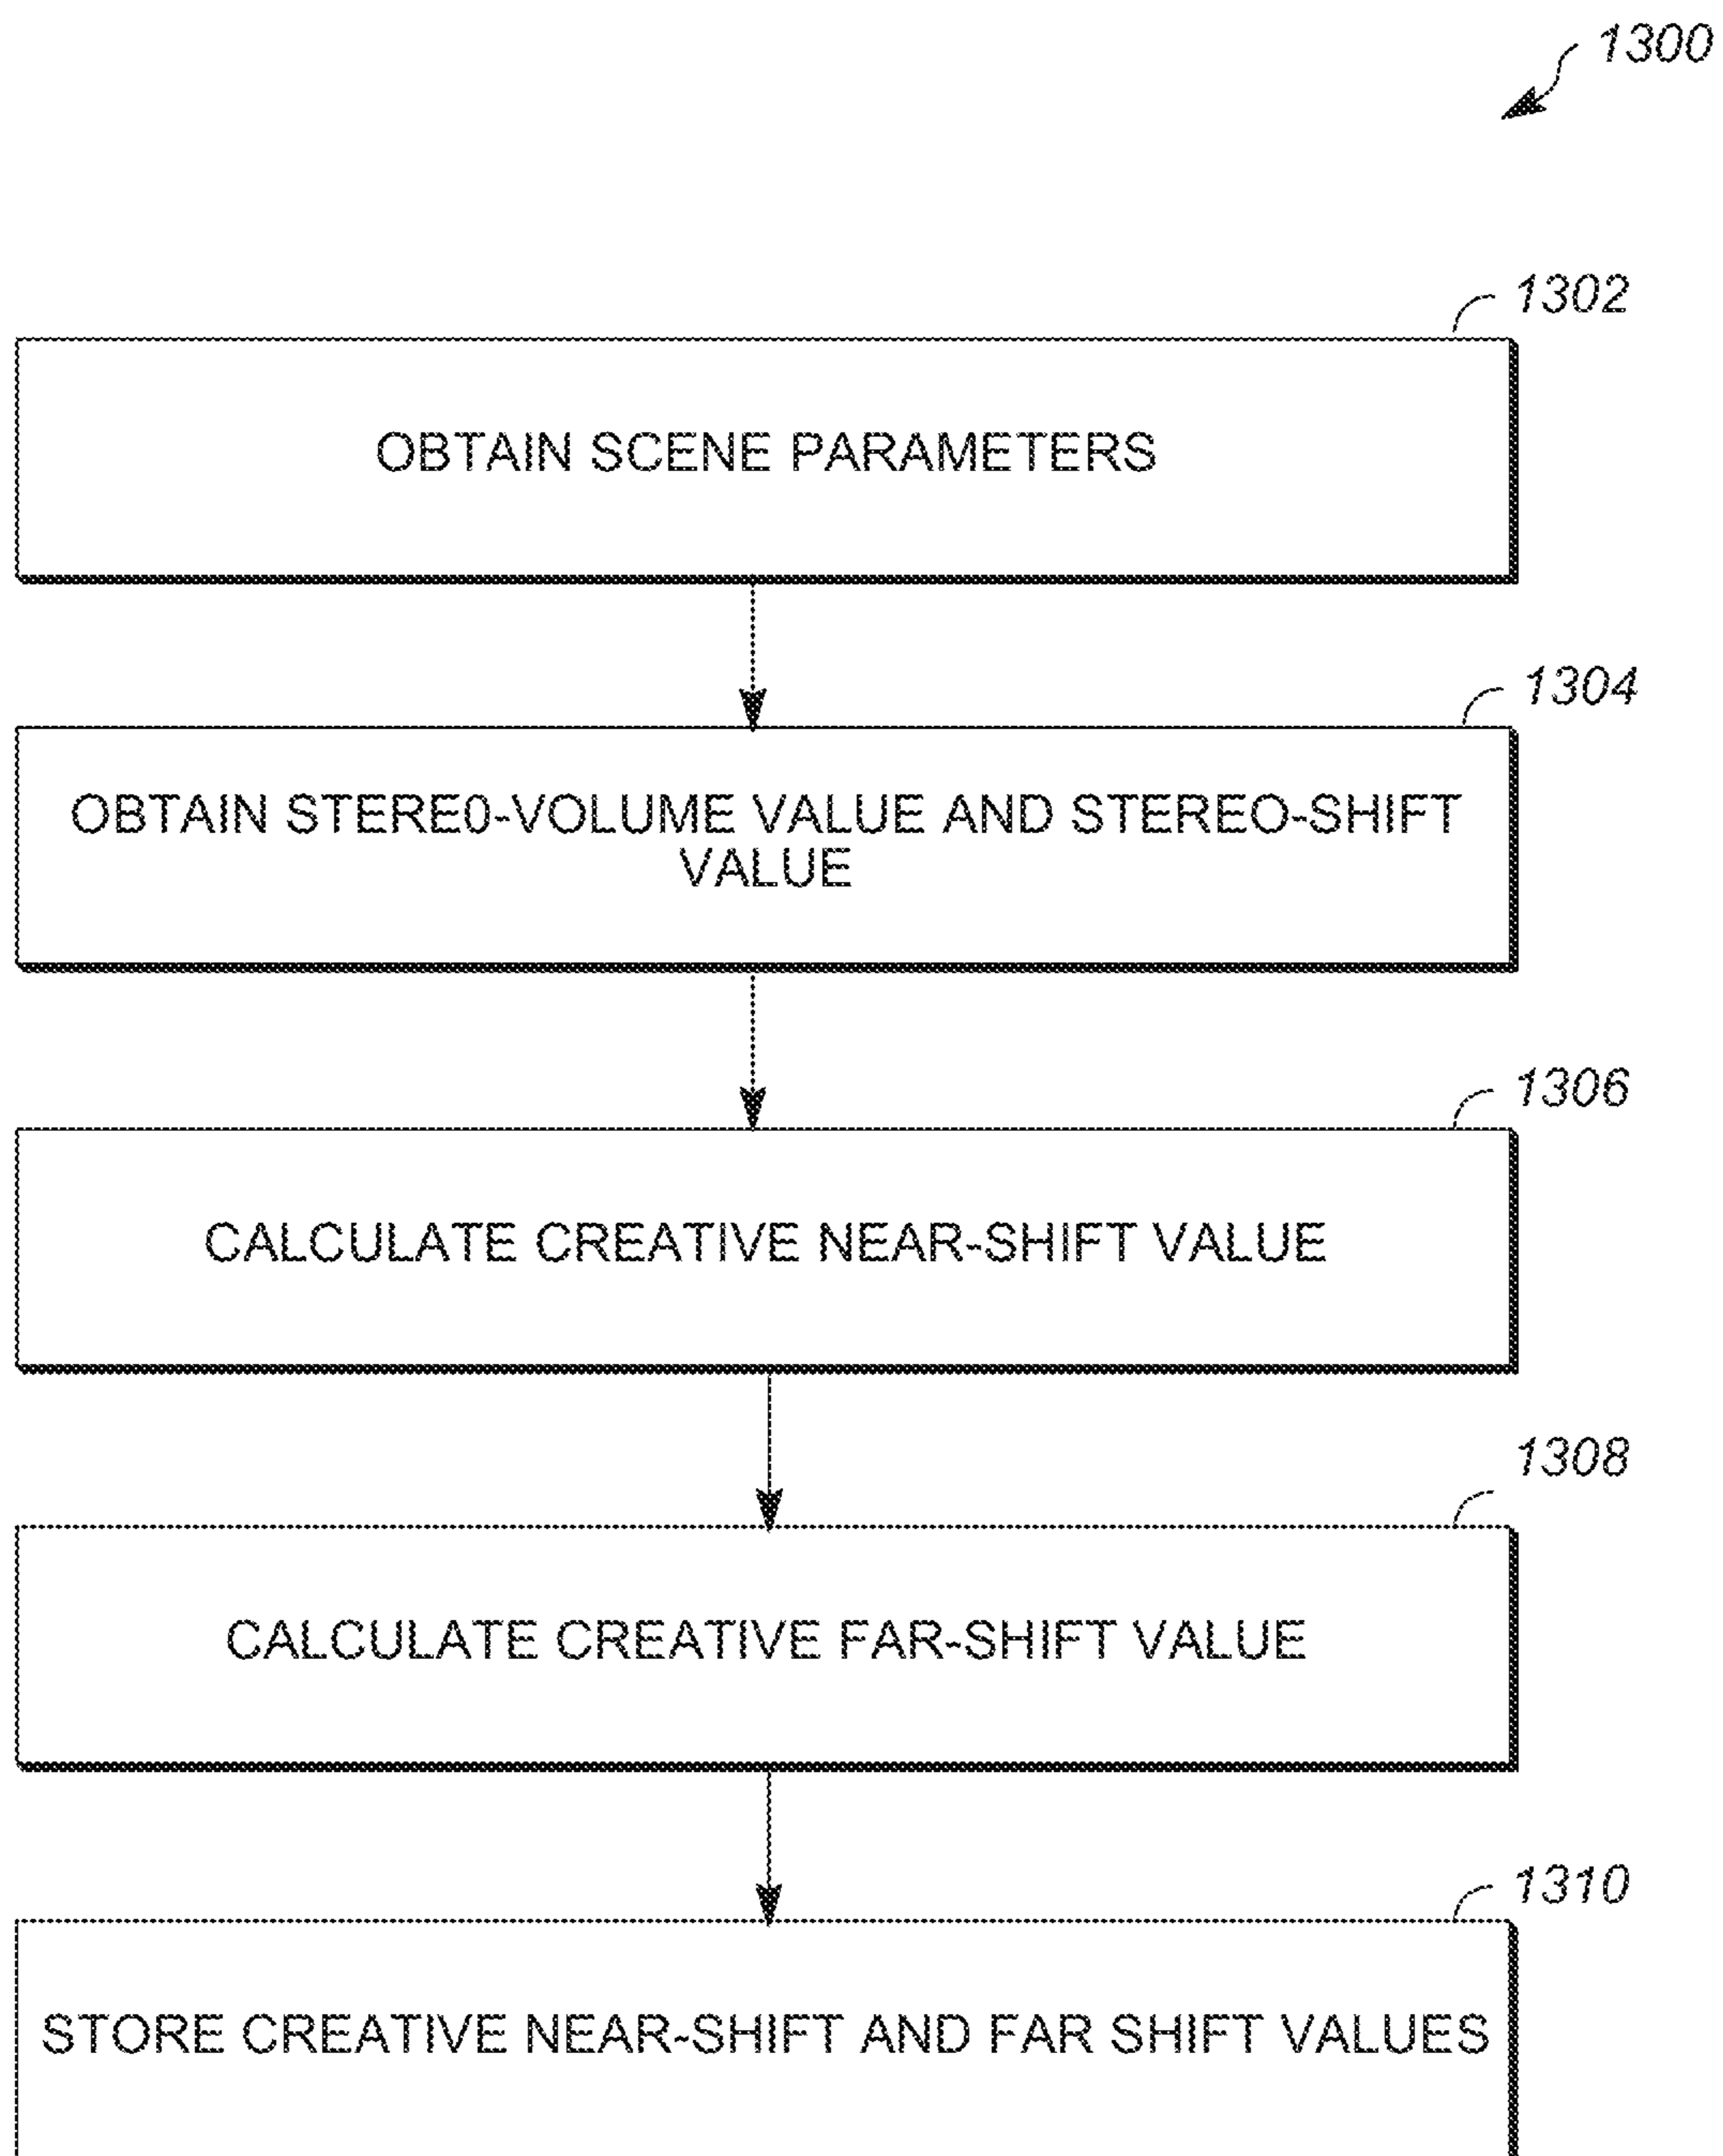 1300
1302
OBTAIN SCENE PARAMETERS
1304
OBTAIN STERE0-VOLUME VALUE AND STEREO-SHIFT
VALUE
1306
CALCULATE CREATIVE NEAR-SHIFT VALUE
1308
CALCULATE CREATIVE FAR-SHIFT VALUE
1310
STORE CREATIVE NEAR-SHIFT AND FAR SHIFT VALUES